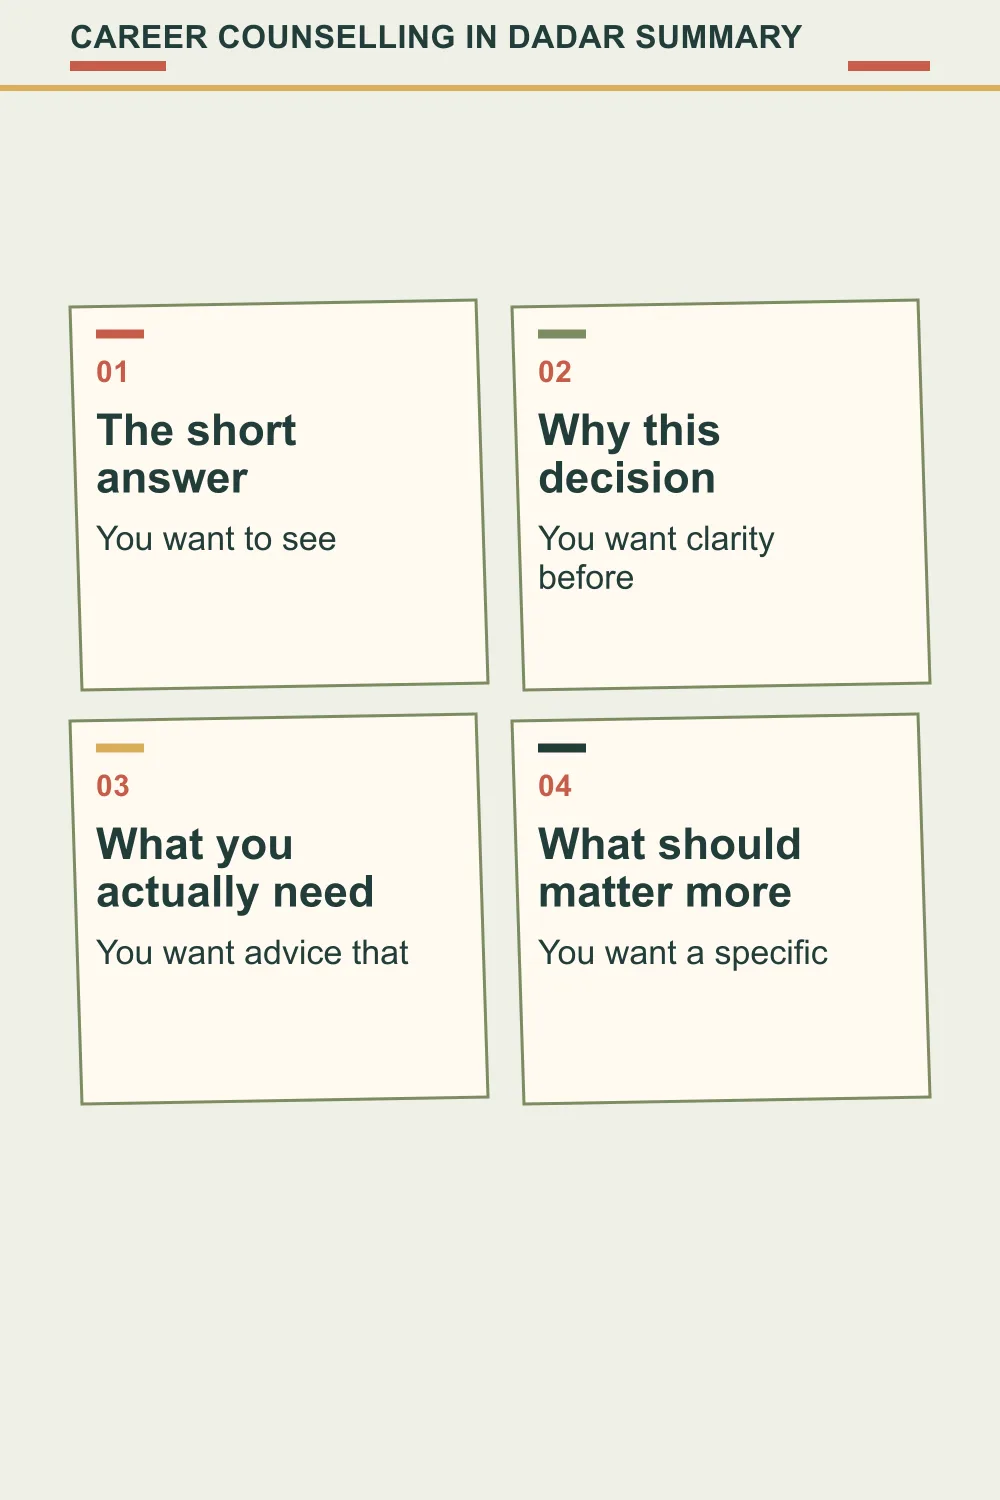 CAREER COUNSELLING IN DADAR SUMMARY
01
The short
answer
You want to see
02
Why this
decision
You want clarity
before
03
What you
actually need
You want advice that
04
What should
matter more
You want a specific